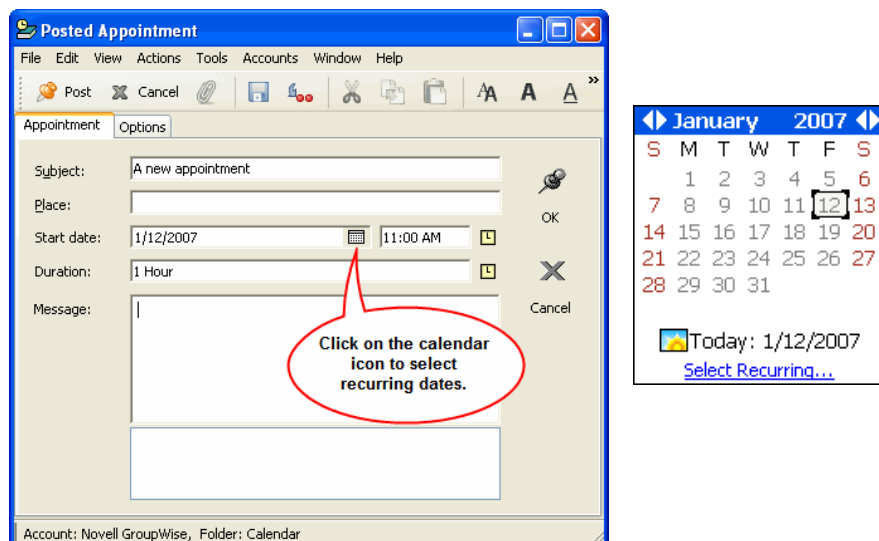 Posted Appointment
File Edit View Actions Tools Accounts Window Help
Post Cancel A A A »
Appointment Options
Subject: A new appointment
Place:
OK
Start date: 1/12/2007 11:00 AM
Duration: 1 Hour
Message:
Cancel
Click on the calendar
icon to select
recurring dates.
Account: Novell GroupWise, Folder: Calendar
January 2007
S M T W T F S
1 2 3 4 5 6
7 8 9 10 11 12 13
14 15 16 17 18 19 20
21 22 23 24 25 26 27
28 29 30 31
Today: 1/12/2007
Select Recurring...